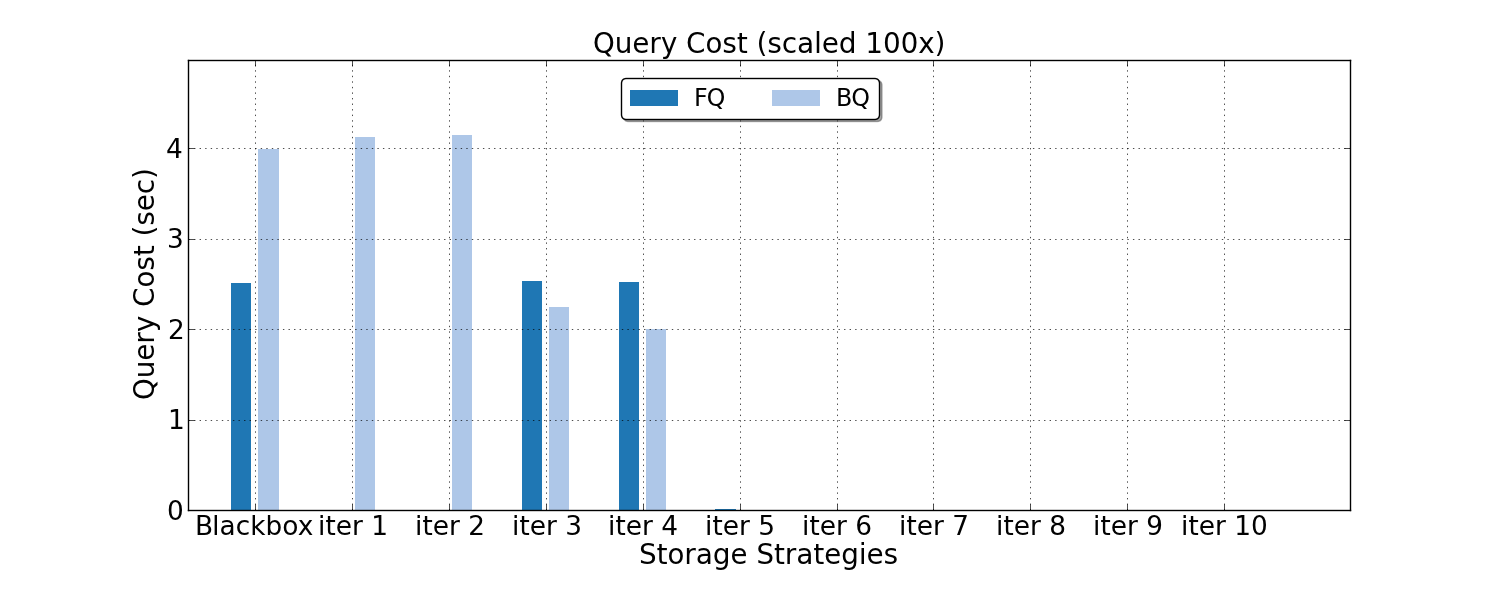 Query Cost (scaled 100x)
FQ BQ
Query Cost (sec)
4
3
2
1
0
Blackbox iter 1 iter 2 iter 3 iter 4 iter 5 iter 6 iter 7 iter 8 iter 9 iter 10
Storage Strategies